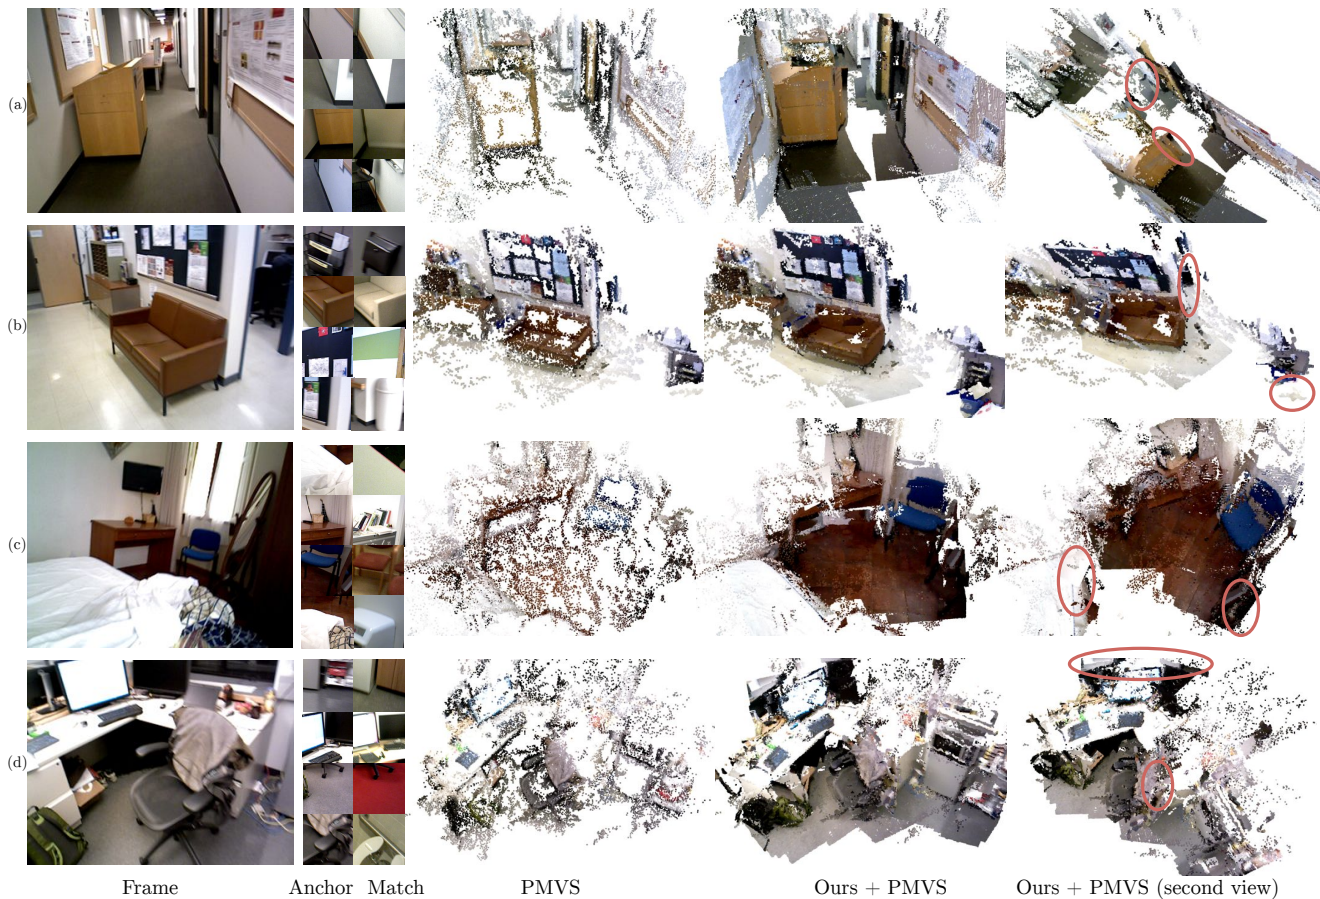 (a)
(b)
(c)
(d)
Frame Anchor Match PMVS Ours + PMVS Ours + PMVS (second view)